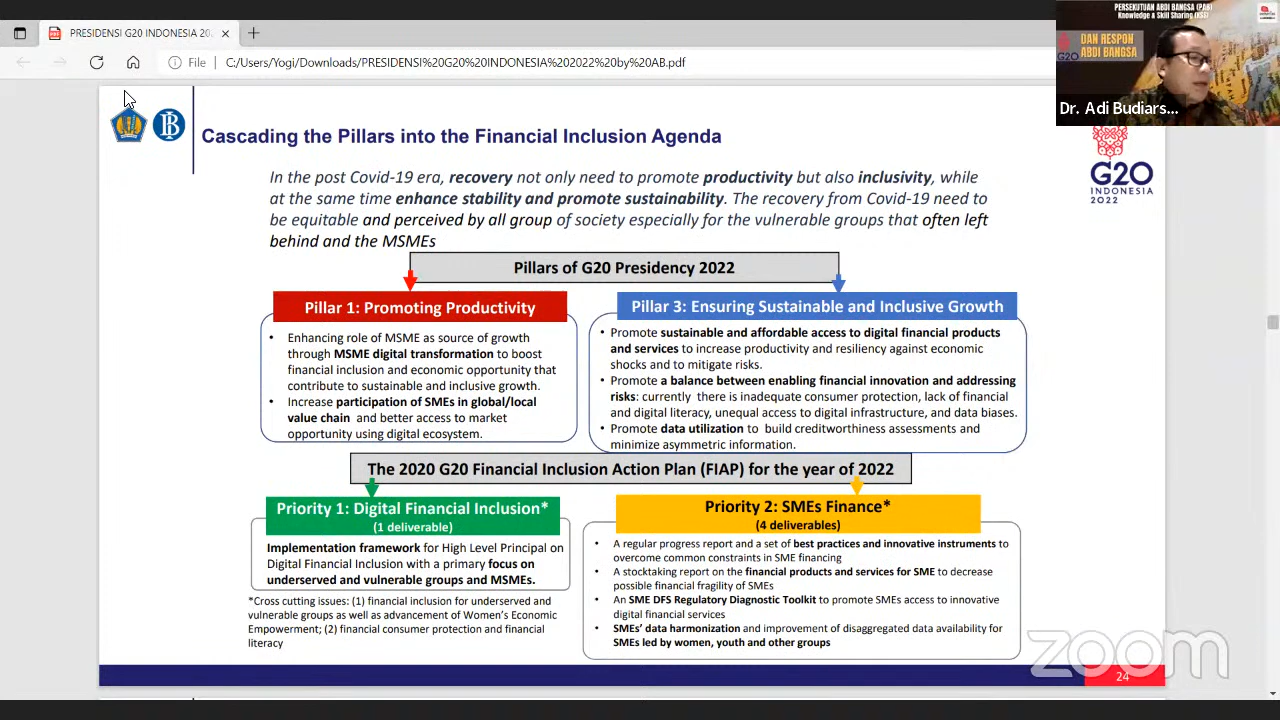 PRESIDENSI G20 INDONESIA 20
File
C:/Users/Yogi/Download
20G20%20INDONESIA%202022%20by%20AB.pdf
PERSEKUTUAN ABDI BANGSA (PAB)
Knowledge & Skill Sharing (KSS)
DAN RESPON
ABDI BANGSA
G20
Dr. Adi Budiars...
Cascading the Pillars into the Financial Inclusion Agenda
G20
INDONESIA
2022
In the post Covid-19 era, recovery not only need to promote productivity but also inclusivity, while
at the same time enhance stability and promote sustainability. The recovery from Covid-19 need to
be equitable and perceived by all group of society especially for the vulnerable groups that often left
behind and the MSMEs
Pillars of G20 Presidency 2022
Pillar 1: Promoting Productivity
• Enhancing role of MSME as source of growth
through MSME digital transformation to boost
financial inclusion and economic opportunity that
contribute to sustainable and inclusive growth.
• Increase participation of SMEs in global/local
value chain and better access to market
opportunity using digital ecosystem.
Pillar 3: Ensuring Sustainable and Inclusive Growth
• Promote sustainable and affordable access to digital financial products
and services to increase productivity and resiliency against economic
shocks and to mitigate risks.
• Promote a balance between enabling financial innovation and addressing
risks: currently there is inadequate consumer protection, lack of financial
and digital literacy, unequal access to digital infrastructure, and data biases.
• Promote data utilization to build creditworthiness assessments and
minimize asymmetric information.
The 2020 G20 Financial Inclusion Action Plan (FIAP) for the year of 2022
Priority 1: Digital Financial Inclusion*
(1 deliverable)
Implementation framework for High Level Principal on
Digital Financial Inclusion with a primary focus on
underserved and vulnerable groups and MSMEs.
*Cross cutting issues: (1) financial inclusion for underserved and
vulnerable groups as well as advancement of Women's Economic
Empowerment; (2) financial consumer protection and financial
literacy
Priority 2: SMEs Finance*
(4 deliverables)
• A regular progress report and a set of best practices and innovative instruments to
overcome common constraints in SME financing
• A stocktaking report on the financial products and services for SME to decrease
possible financial fragility of SMEs
• An SME DFS Regulatory Diagnostic Toolkit to promote SMEs access to innovative
digital financial services
• SMEs' data harmonization and improvement of disaggregated data availability for
SMEs led by women, youth and other groups
zoom
24